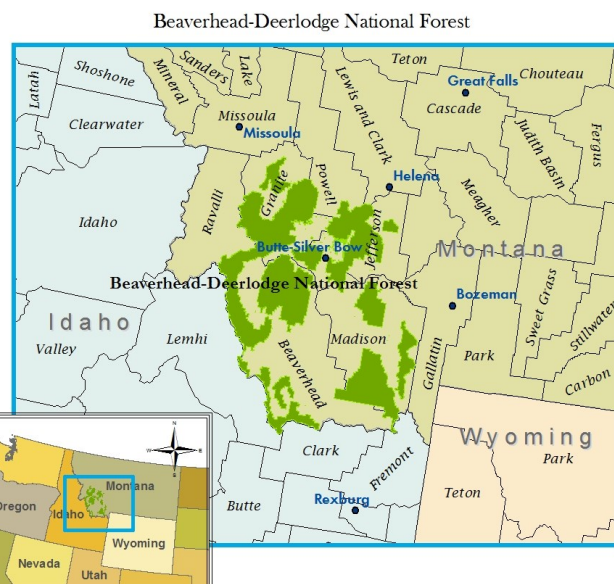 Beaverhead-Deerlodge National Forest
Latah
Shoshone
Mineral
Sanders
Lake
Teton
Great Falls
Chouteau
Cascade
Lewis and Clark
Clearwater
Missoula
Missoula
Judith Basin
Fergus
Helena
Meagher
Idaho
Ravalli
Granite
Powell
Jefferson
Butte-Silver Bow
Montana
Beaverhead-Deerlodge National Forest
Bozeman
Sweet Grass
Stillwater
Idaho
Valley
Lemhi
Beaverhead
Madison
Gallatin
Park
Carbon
Wyoming
Park
Clark
Fremont
Teton
Butte
Rexburg
N
W
E
S
Montana
Oregon
Idaho
Wyoming
Nevada
Utah